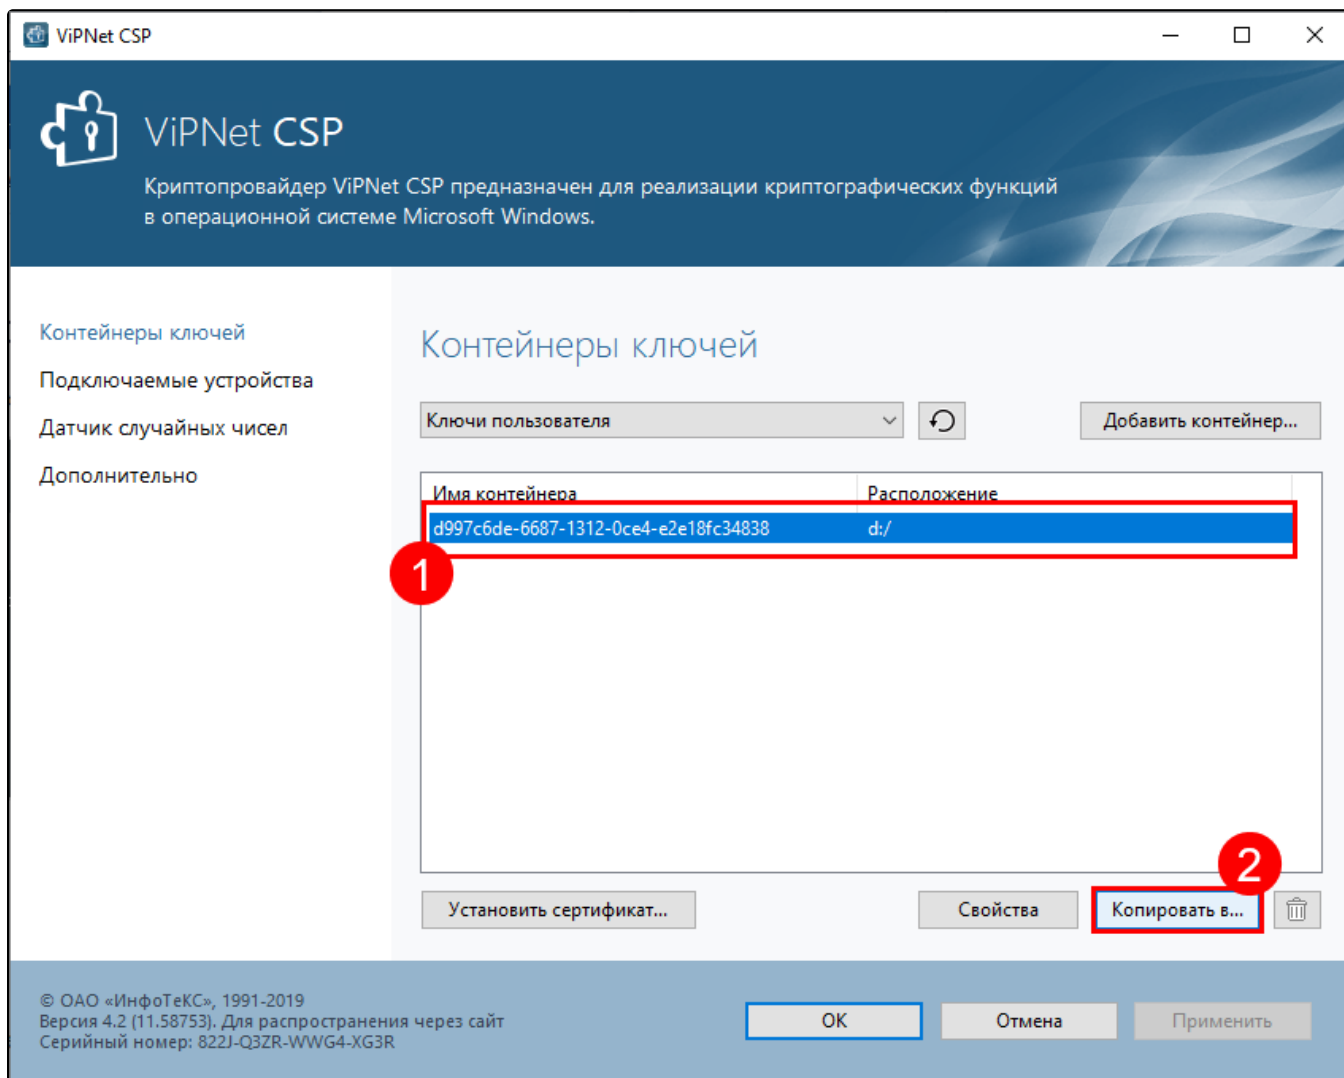 ViPNet CSP
ViPNet CSP
Криптопровайдер ViPNet CSP предназначен для реализации криптографических функций
в операционной системе Microsoft Windows.
Контейнеры ключей
Подключаемые устройства
Датчик случайных чисел
Дополнительно
Контейнеры ключей
Ключи пользователя
Добавить контейнер...
Имя контейнера Расположение
d997c6de-6687-1312-0ce4-e2e18fc34838 d:/
1
2
Установить сертификат... Свойства Копировать в...
© ОАО «ИнфоТеКС», 1991-2019
Версия 4.2 (11.58753). Для распространения через сайт
Серийный номер: 822J-Q3ZR-WWG4-XG3R
OK Отмена Применить